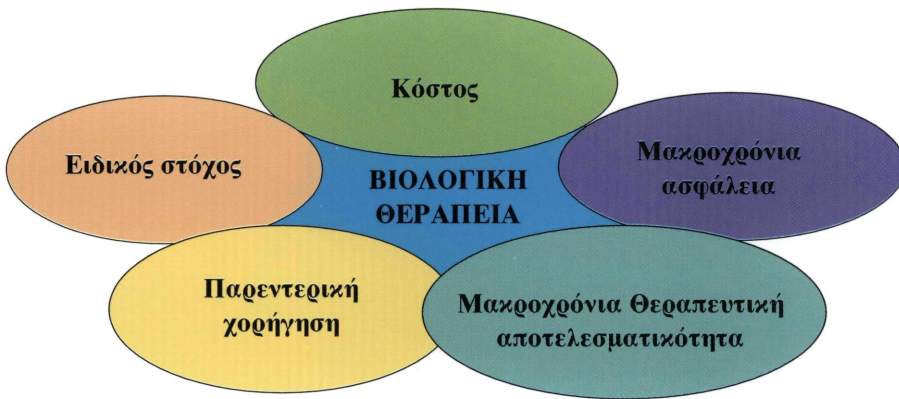 Κόστος
Ειδικός στόχος
Μακροχρόνια
ασφάλεια
ΒΙΟΛΟΓΙΚΗ
ΘΕΡΑΠΕΙΑ
Παρεντερική
χορήγηση
Μακροχρόνια Θεραπευτική
αποτελεσματικότητα